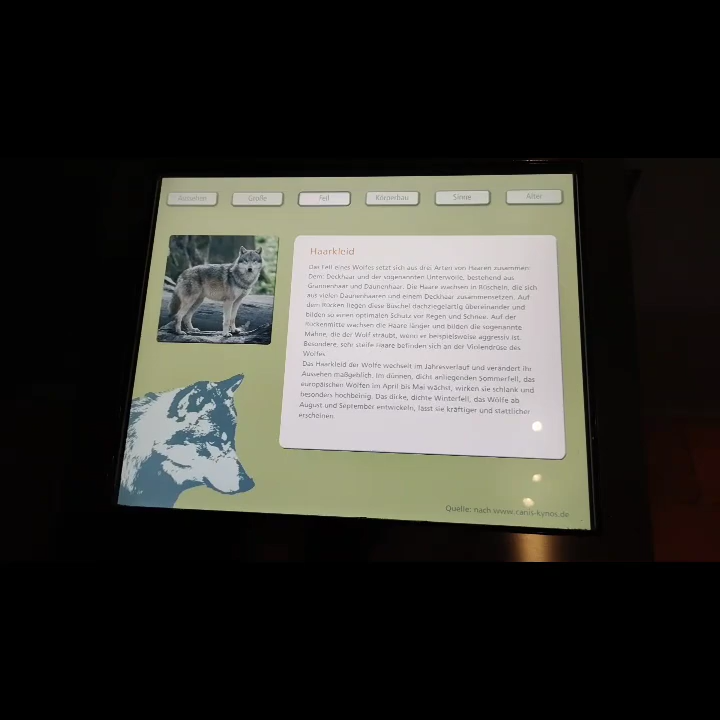 Aussehen
Größe
Fell
Körperbau
Sinne
Alter
Haarkleid
Das Fell eines Wolfes setzt sich aus drei Arten von Haaren zusammen.
Dem: Deckhaar und der sogenannten Unterwolle, bestehend aus
Grannenhaar und Daunenhaar. Die Haare wachsen in Büscheln, die sich
aus vielen Daunenhaaren und einem Deckhaar zusammensetzen. Auf
dem Rücken liegen diese Büschel dachziegelartig übereinander und
bilden so einen optimalen Schutz vor Regen und Schnee. Auf der
Rückenmitte wachsen die Haare länger und bilden die sogenannte
Mähne, die der Wolf sträubt, wenn er beispielsweise aggressiv ist.
Besondere, sehr steife Haare befinden sich an der Violendrüse des
Wolfes.
Das Haarkleid der Wölfe wechselt im Jahresverlauf und verändert ihr
Aussehen maßgeblich. Im dünnen, dicht anliegenden Sommerfell, das
europäischen Wölfen im April bis Mai wächst, wirken sie schlank und
besonders hochbeinig. Das dicke, dichte Winterfell, das Wölfe ab
August und September entwickeln, lässt sie kräftiger und stattlicher
erscheinen.
Quelle: nach www.canis-kynos.de